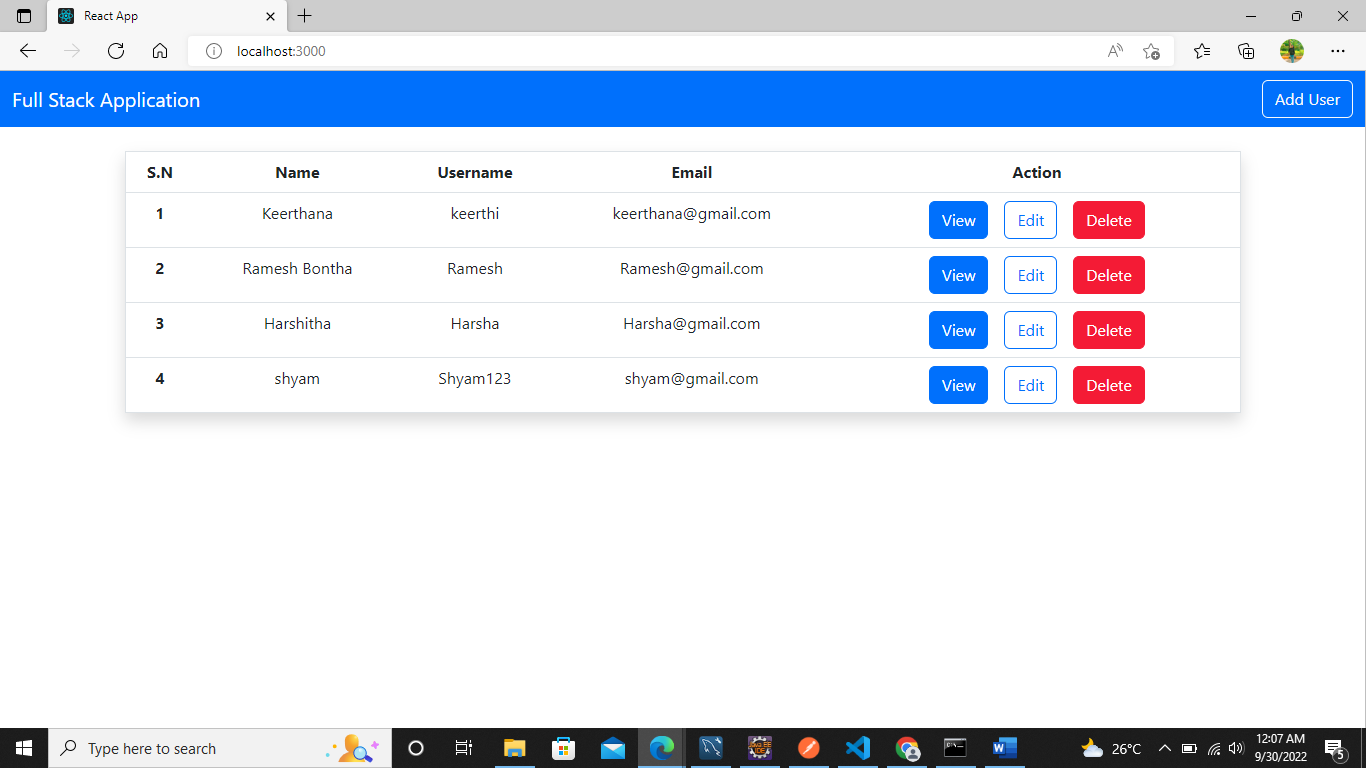 React App
localhost:3000
Full Stack Application Add User
S.N Name Username Email Action
1 Keerthana keerthi keerthana@gmail.com View Edit Delete
2 Ramesh Bontha Ramesh Ramesh@gmail.com View Edit Delete
3 Harshitha Harsha Harsha@gmail.com View Edit Delete
4 shyam Shyam123 shyam@gmail.com View Edit Delete
Type here to search
26°C
12:07 AM
9/30/2022
5